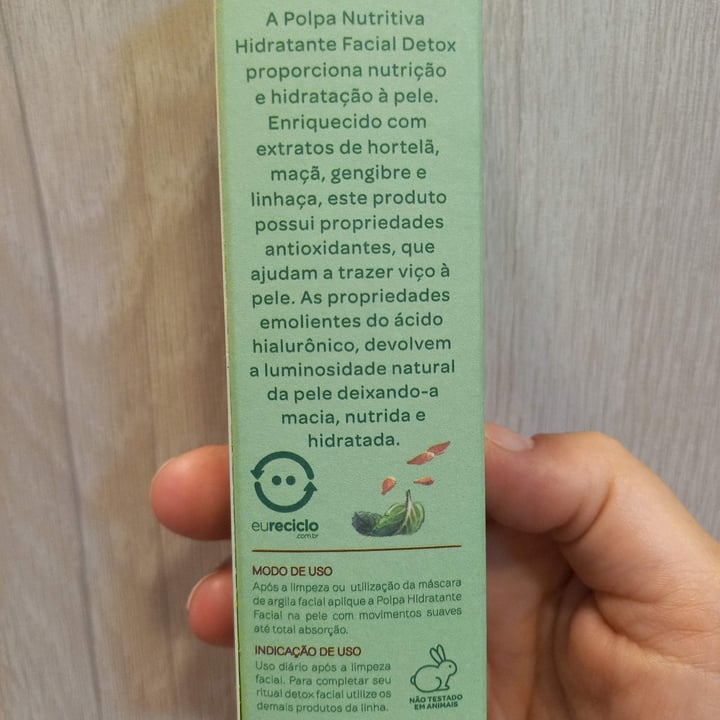 A Polpa Nutritiva
Hidratante Facial Detox
proporciona nutrição
e hidratação à pele.
Enriquecido com
extratos de hortelã,
maçã, gengibre e
linhaça, este produto
possui propriedades
antioxidantes, que
ajudam a trazer viço à
pele. As propriedades
emolientes do ácido
hialurônico, devolvem
a luminosidade natural
da pele deixando-a
macia, nutrida e
hidratada.
eureciclo
.com.br
MODO DE USO
Após a limpeza ou utilização da máscara
de argila facial aplique a Polpa Hidratante
Facial na pele com movimentos suaves
até total absorção.
INDICAÇÃO DE USO
Uso diário após a limpeza
facial. Para completar seu
ritual detox facial utilize os
demais produtos da linha.
NÃO TESTADO
EM ANIMAIS